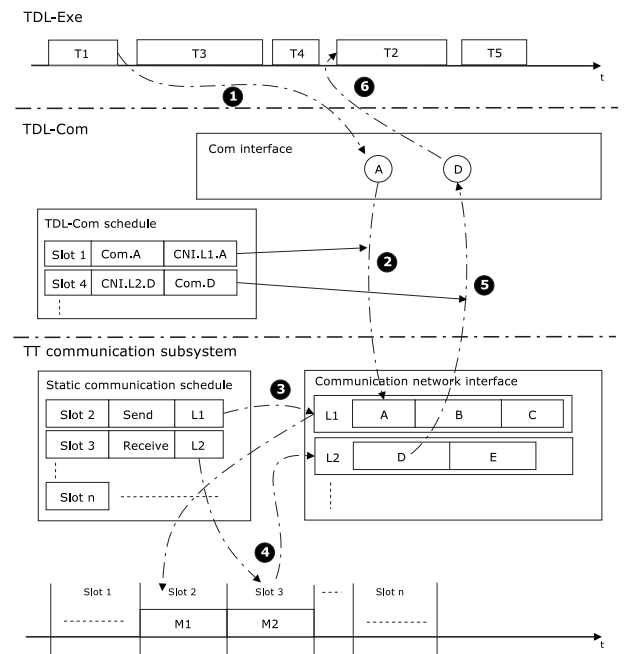 TDL-Exe
T1 T3 T4 T2 T5
t
1 6
TDL-Com
Com interface
A D
TDL-Com schedule
Slot 1 Com.A CNI.L1.A
Slot 4 CNI.L2.D Com.D
2
5
TT communication subsystem
Static communication schedule
Slot 2 Send L1
Slot 3 Receive L2
Slot n
3
Communication network interface
L1 A B C
L2 D E
4
Slot 1 Slot 2 Slot 3 Slot n
M1 M2
t